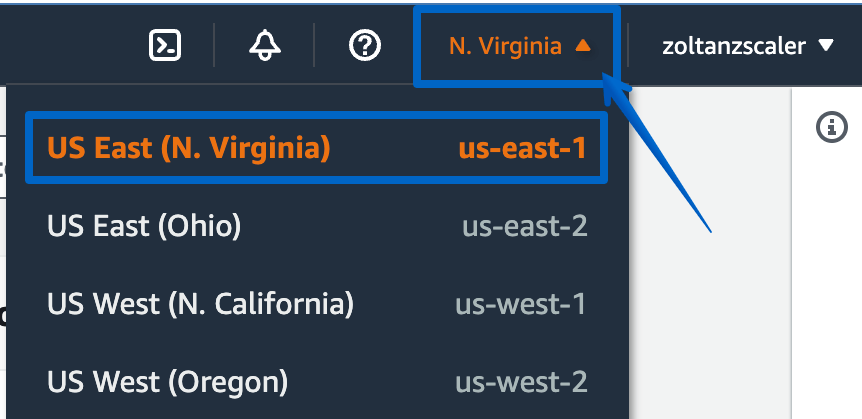 N. Virginia ▲ zoltanzscaler ▼
US East (N. Virginia) us-east-1
US East (Ohio) us-east-2
US West (N. California) us-west-1
US West (Oregon) us-west-2